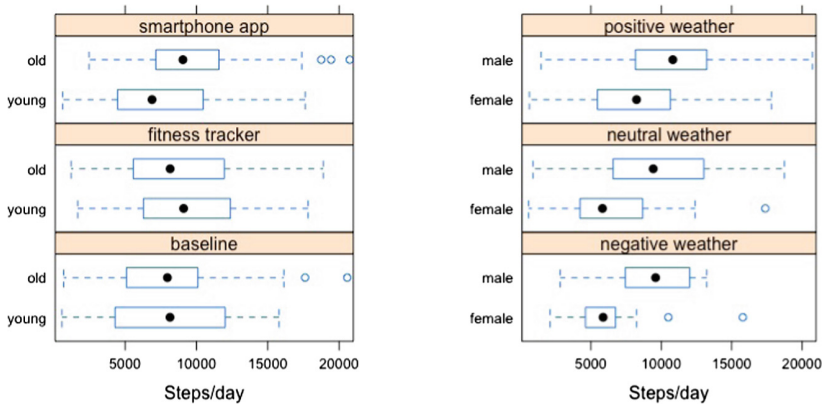 smartphone app
old
young
fitness tracker
old
young
baseline
old
young
5000 10000 15000 20000
Steps/day
positive weather
male
female
neutral weather
male
female
negative weather
male
female
5000 10000 15000 20000
Steps/day